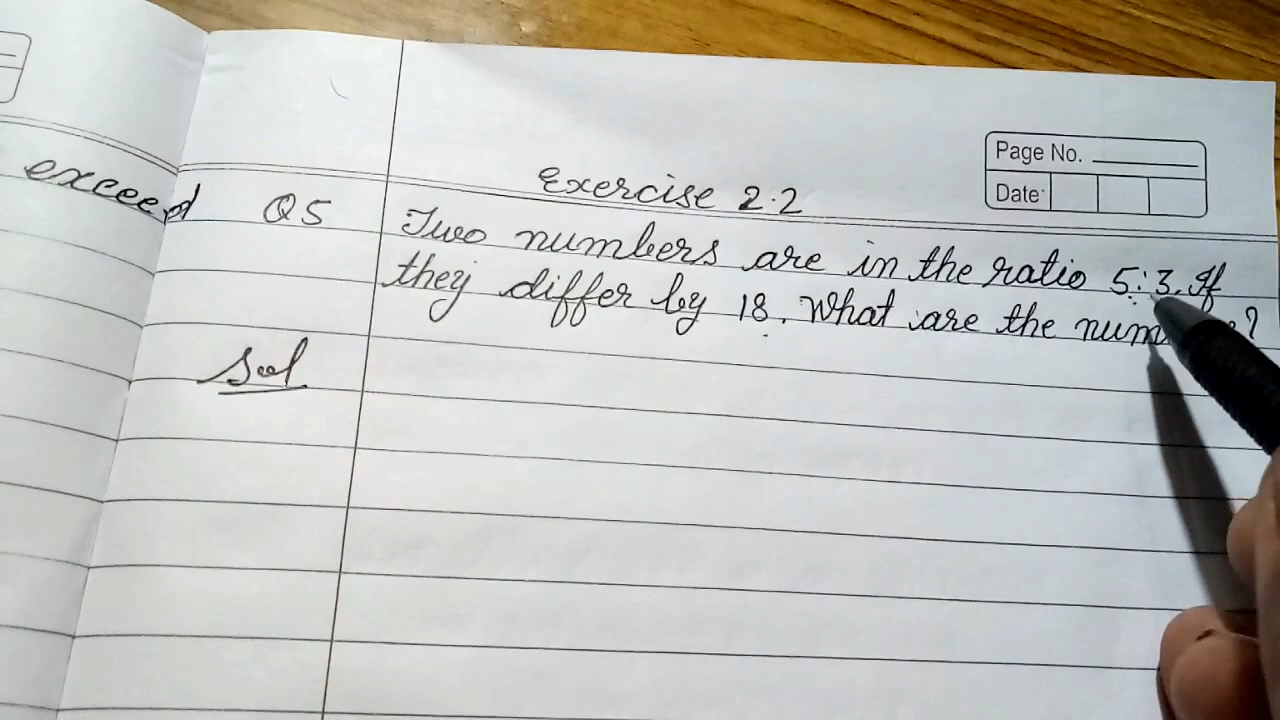 Page No.
Date:
Exercise 2.2
exceed
Q5 Two numbers are in the ratio 5:3. If
they differ by 18. What are the
Sol